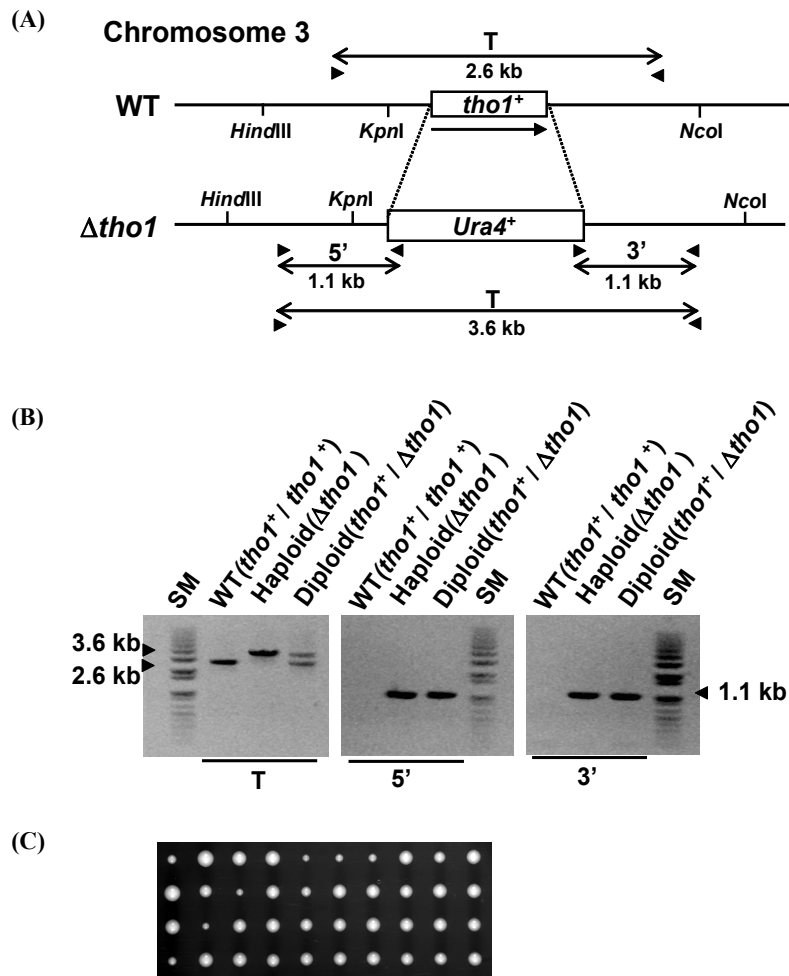 (A)
Chromosome 3
T
2.6 kb
WT
tho1⁺
HindIII
KpnI
NcoI
HindIII
KpnI
NcoI
Δtho1
Ura4⁺
5’
3’
1.1 kb
1.1 kb
T
3.6 kb
(B)
SM
WT(tho1⁺ / tho1 ⁺)
Haploid(Δtho1 )
Diploid(tho1⁺ / Δtho1)
WT(tho1⁺ / tho1 ⁺)
Haploid(Δtho1 )
Diploid(tho1⁺ / Δtho1)
SM
WT(tho1⁺ / tho1 ⁺)
Haploid(Δtho1 )
Diploid(tho1⁺ / Δtho1)
SM
3.6 kb
2.6 kb
1.1 kb
T
5’
3’
(C)